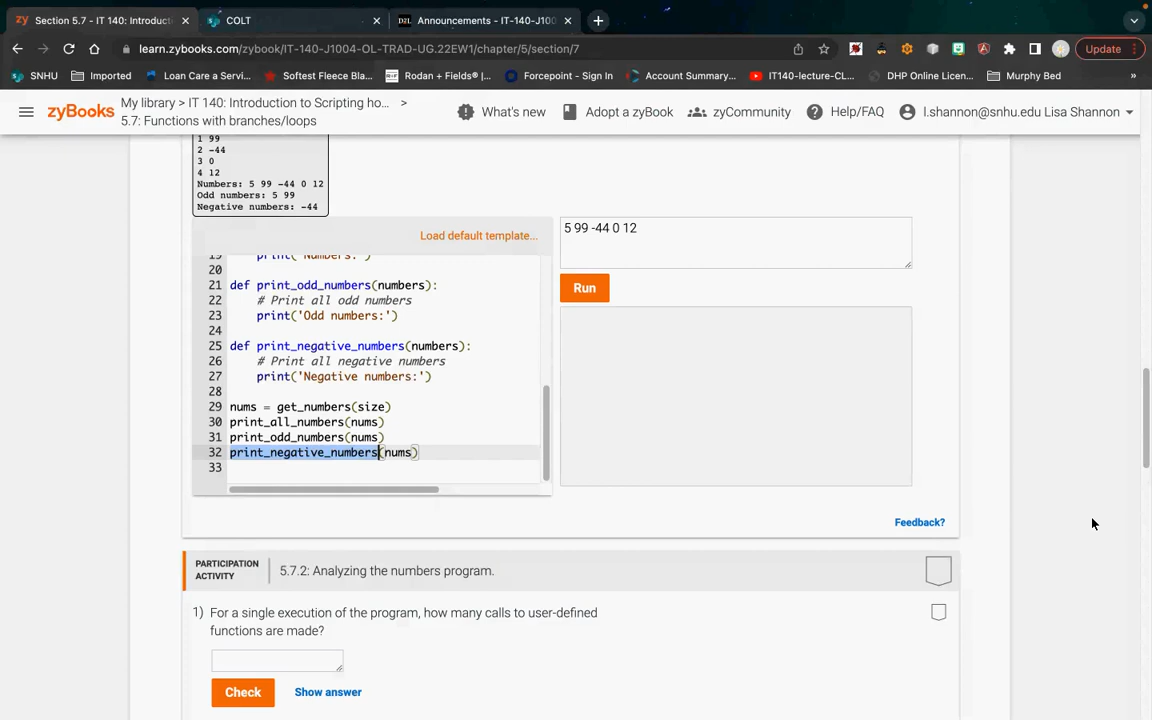 Section 5.7 - IT 140: Introduct
COLT
Announcements - IT-140-J100
learn.zybooks.com/zybook/IT-140-J1004-OL-TRAD-UG.22EW1/chapter/5/section/7
Update
SNHU
Imported
Loan Care a Servi...
Softest Fleece Bla...
Rodan + Fields® |...
Forcepoint - Sign In
Account Summary...
IT140-lecture-CL...
DHP Online Licen...
Murphy Bed
zyBooks
My library > IT 140: Introduction to Scripting ho... >
5.7: Functions with branches/loops
What's new
Adopt a zyBook
zyCommunity
Help/FAQ
l.shannon@snhu.edu Lisa Shannon
1 99
2 -44
3 0
4 12
Numbers: 5 99 -44 0 12
Odd numbers: 5 99
Negative numbers: -44
Load default template...
19 print('Numbers:')
20
21 def print_odd_numbers(numbers):
22 # Print all odd numbers
23 print('Odd numbers:')
24
25 def print_negative_numbers(numbers):
26 # Print all negative numbers
27 print('Negative numbers:')
28
29 nums = get_numbers(size)
30 print_all_numbers(nums)
31 print_odd_numbers(nums)
32 print_negative_numbers(nums)
33
5 99 -44 0 12
Run
Feedback?
PARTICIPATION
ACTIVITY
5.7.2: Analyzing the numbers program.
1) For a single execution of the program, how many calls to user-defined
functions are made?
Check
Show answer